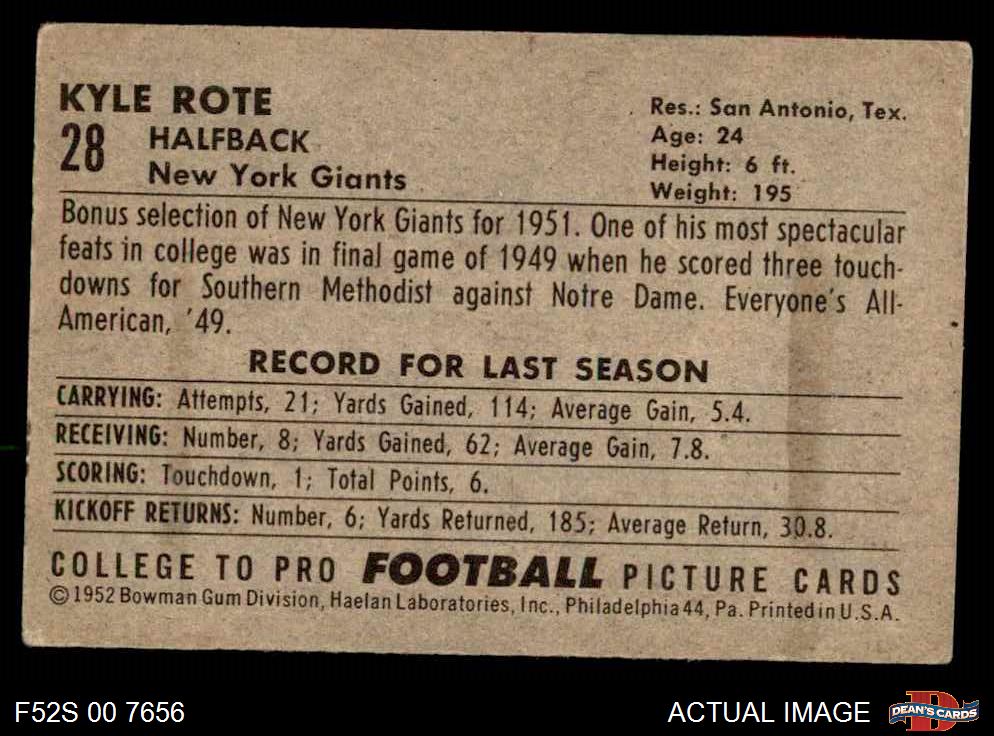 KYLE ROTE
28 HALFBACK
New York Giants
Res.: San Antonio, Tex.
Age: 24
Height: 6 ft.
Weight: 195
Bonus selection of New York Giants for 1951. One of his most spectacular
feats in college was in final game of 1949 when he scored three touch-
downs for Southern Methodist against Notre Dame. Everyone's All-
American, '49.
RECORD FOR LAST SEASON
CARRYING: Attempts, 21; Yards Gained, 114; Average Gain, 5.4.
RECEIVING: Number, 8; Yards Gained, 62; Average Gain, 7.8.
SCORING: Touchdown, 1; Total Points, 6.
KICKOFF RETURNS: Number, 6; Yards Returned, 185; Average Return, 30.8.
COLLEGE TO PRO FOOTBALL PICTURE CARDS
©1952 Bowman Gum Division, Haelan Laboratories, Inc., Philadelphia 44, Pa. Printed in U.S.A.
F52S 00 7656
ACTUAL IMAGE
DEAN'S CARDS